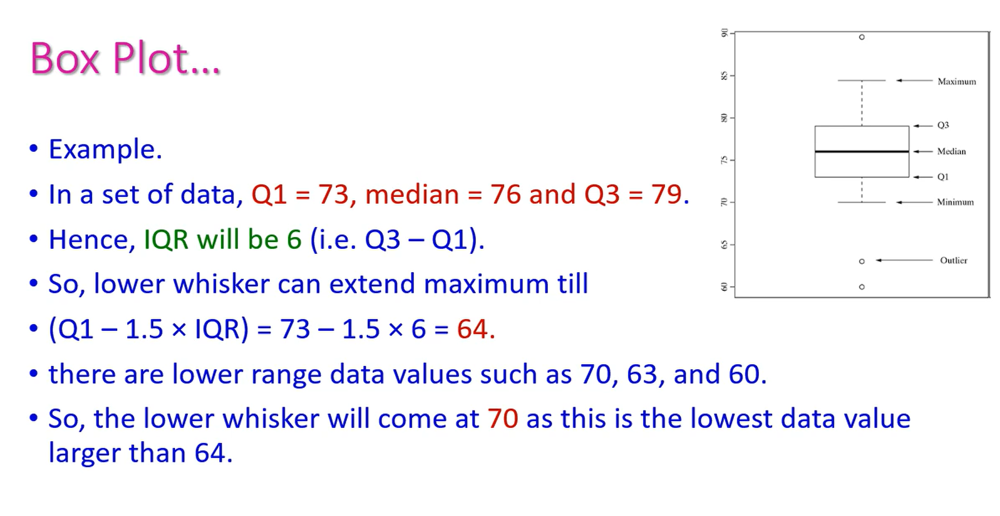 Box Plot...
• Example.
• In a set of data, Q1 = 73, median = 76 and Q3 = 79.
• Hence, IQR will be 6 (i.e. Q3 – Q1).
• So, lower whisker can extend maximum till
• (Q1 – 1.5 × IQR) = 73 – 1.5 × 6 = 64.
• there are lower range data values such as 70, 63, and 60.
• So, the lower whisker will come at 70 as this is the lowest data value
larger than 64.
90
85
Maximum
80
Q3
Median
75
Q1
70
Minimum
65
Outlier
60